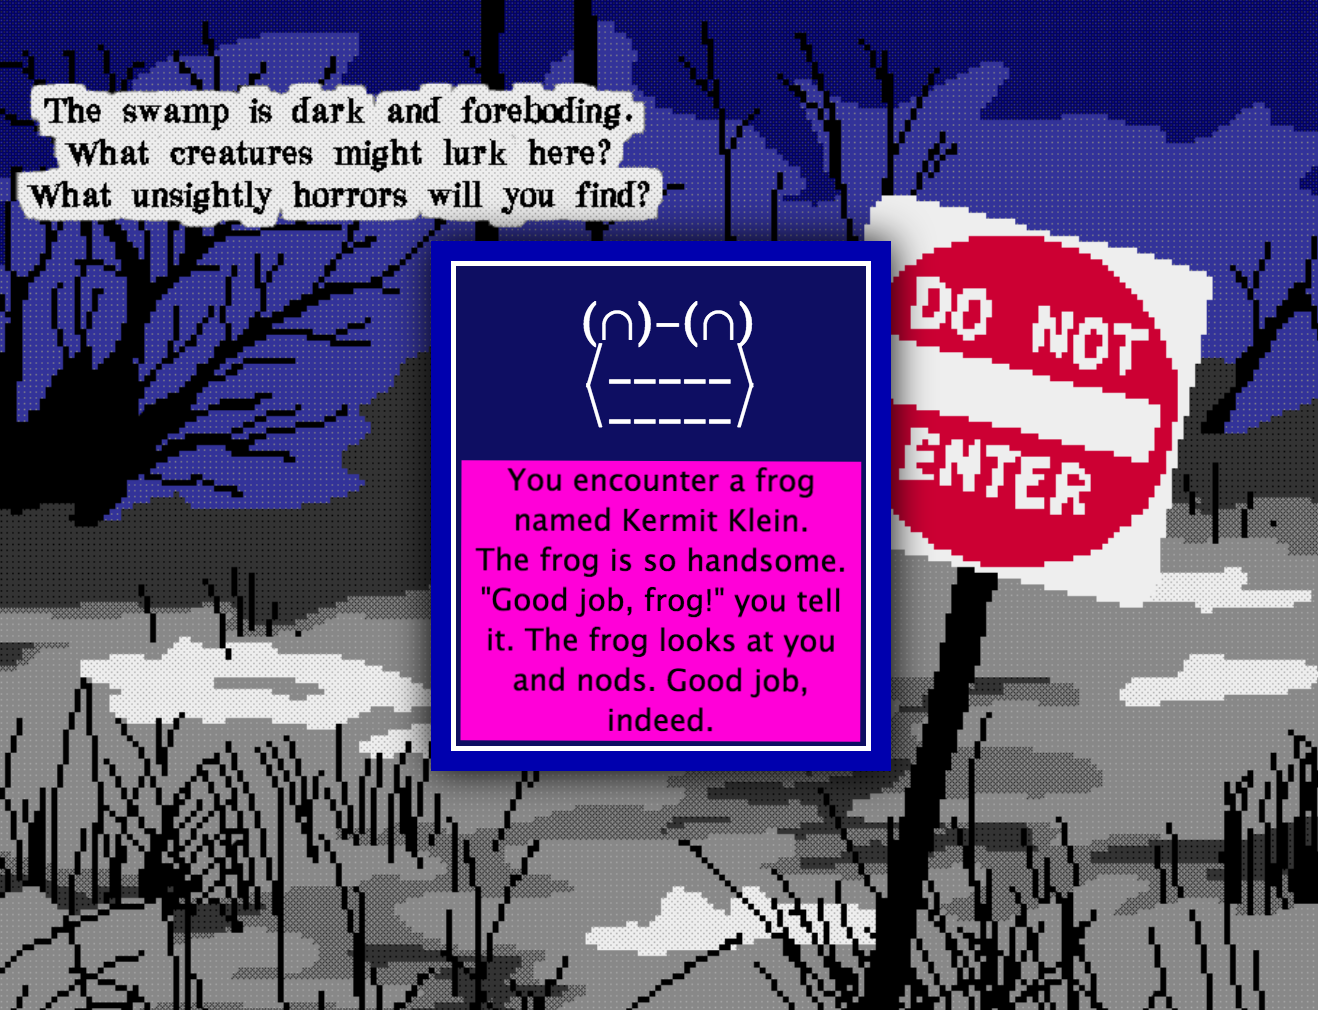 The swamp is dark and foreboding.
What creatures might lurk here?
What unsightly horrors will you find?
DO NOT
ENTER
(∩)-(∩)
/ _____ \
\ _____ /
You encounter a frog
named Kermit Klein.
The frog is so handsome.
"Good job, frog!" you tell
it. The frog looks at you
and nods. Good job,
indeed.